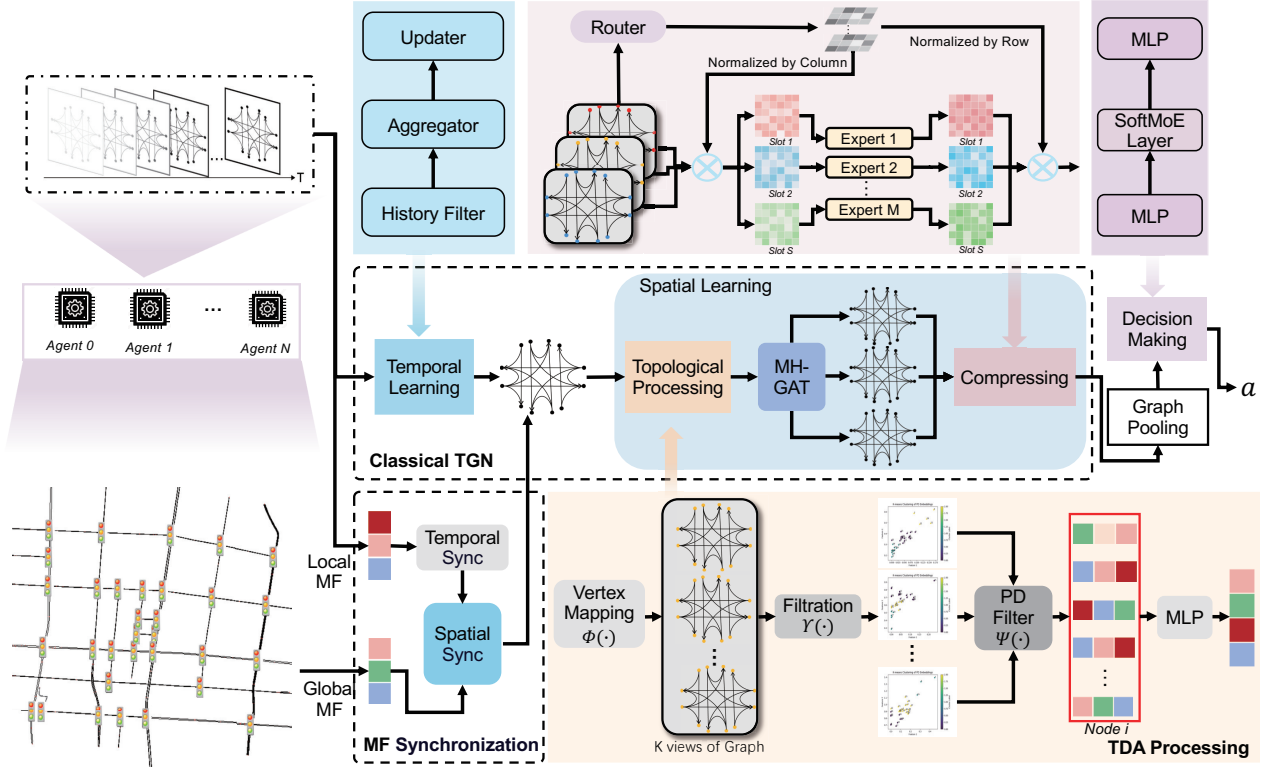 T
...
Agent 0
Agent 1
...
Agent N
Updater
Aggregator
History Filter
Router
Normalized by Column
Normalized by Row
Slot 1
Slot 2
Slot S
Expert 1
Expert 2
Expert M
Slot 1
Slot 2
Slot S
MLP
SoftMoE
Layer
MLP
Spatial Learning
Temporal
Learning
Topological
Processing
MH-
GAT
Compressing
Classical TGN
Decision
Making
a
Graph
Pooling
Local
MF
Global
MF
Temporal
Sync
Spatial
Sync
MF Synchronization
Vertex
Mapping
Φ(·)
K views of Graph
Filtration
Υ(·)
PD
Filter
Ψ(·)
Node i
MLP
TDA Processing